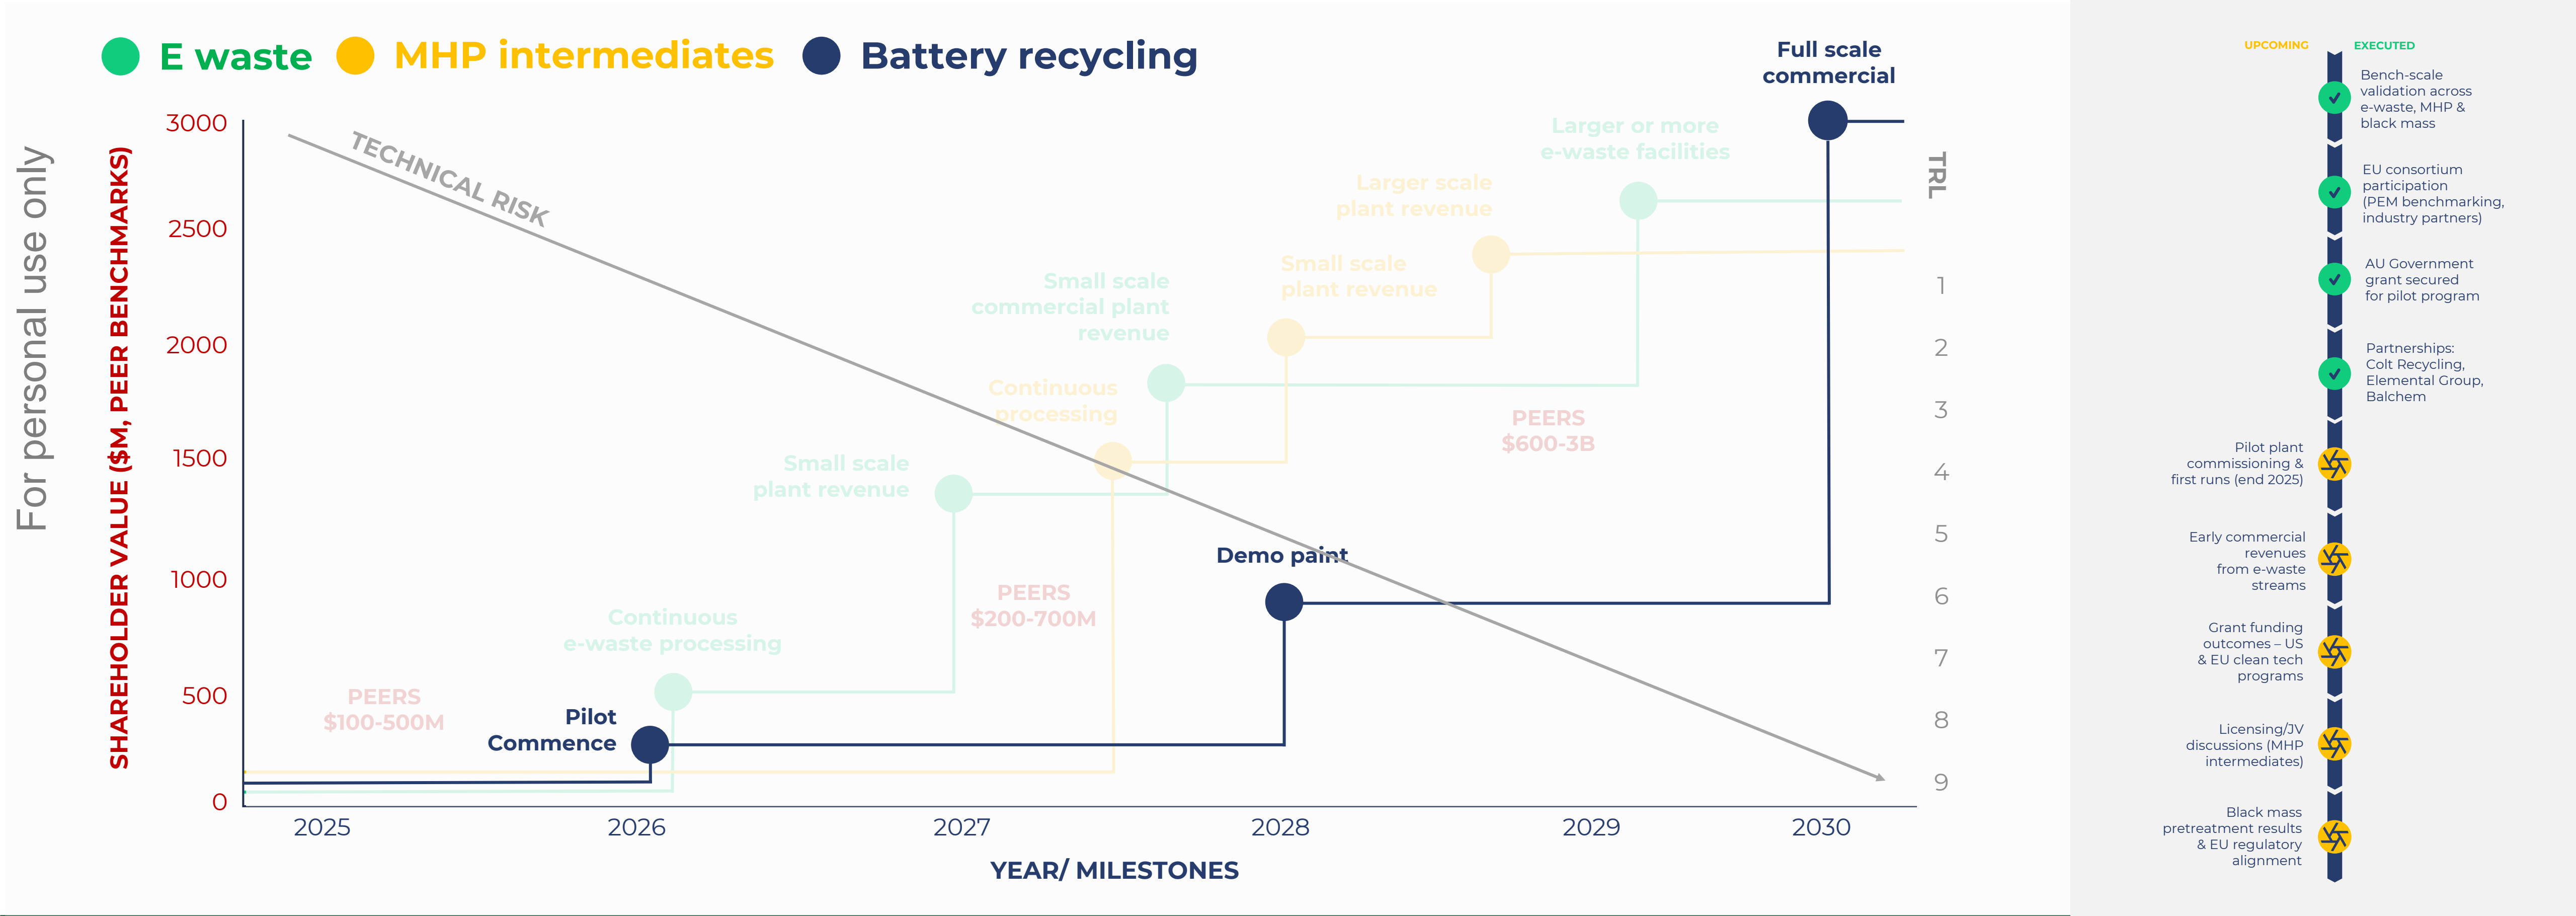 E waste
MHP intermediates
Battery recycling
For personal use only
SHAREHOLDER VALUE ($M, PEER BENCHMARKS)
3000
2500
2000
1500
1000
500
0
TECHNICAL RISK
Full scale
commercial
Larger or more
e-waste facilities
Larger scale
plant revenue
Small scale
plant revenue
Small scale
commercial plant
revenue
Continuous
processing
PEERS
$600-3B
Small scale
plant revenue
Demo paint
PEERS
$200-700M
Continuous
e-waste processing
PEERS
$100-500M
Pilot
Commence
TRL
1
2
3
4
5
6
7
8
9
2025
2026
2027
2028
2029
2030
YEAR/ MILESTONES
UPCOMING
EXECUTED
Bench-scale
validation across
e-waste, MHP &
black mass
EU consortium
participation
(PEM benchmarking,
industry partners)
AU Government
grant secured
for pilot program
Partnerships:
Colt Recycling,
Elemental Group,
Balchem
Pilot plant
commissioning &
first runs (end 2025)
Early commercial
revenues
from e-waste
streams
Grant funding
outcomes – US
& EU clean tech
programs
Licensing/JV
discussions (MHP
intermediates)
Black mass
pretreatment results
& EU regulatory
alignment